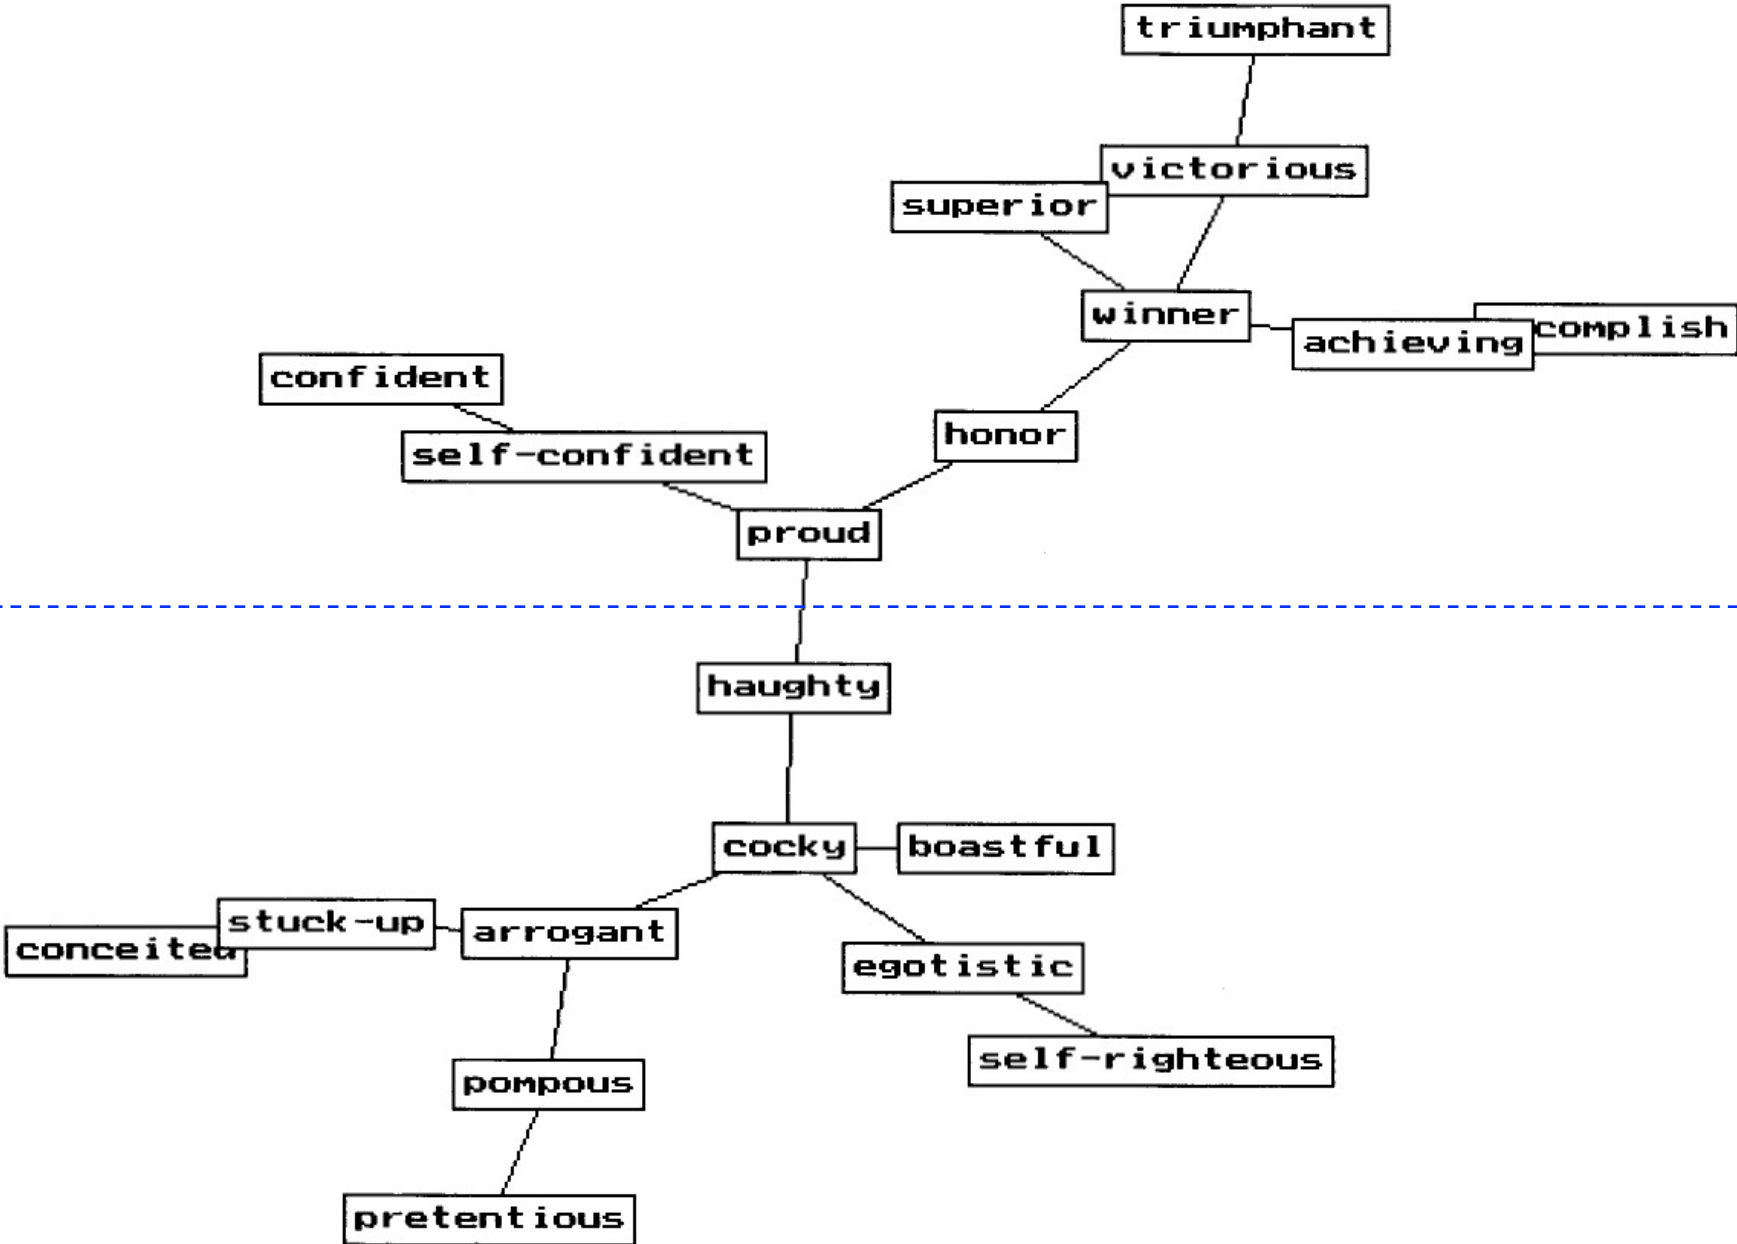 triumphant
victorious
superior
winner
complish
achieving
confident
honor
self-confident
proud
haughty
cocky
boastful
stuck-up
arrogant
conceited
egotistic
self-righteous
pompous
pretentious